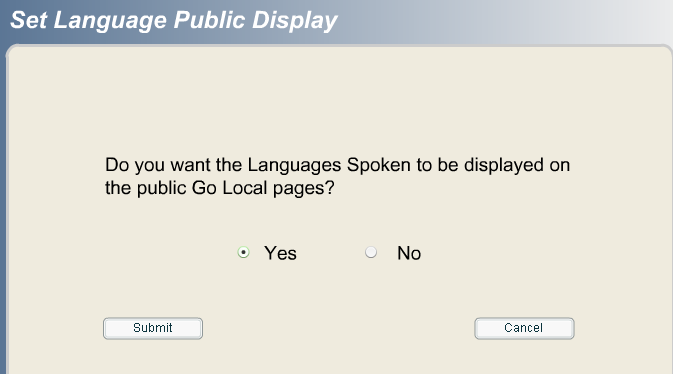 Set Language Public Display
Do you want the Languages Spoken to be displayed on
the public Go Local pages?
Yes No
Submit Cancel